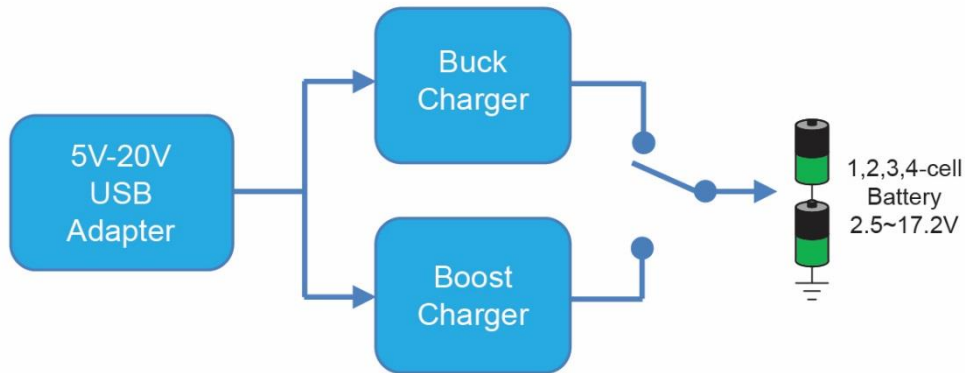 5V-20V
USB
Adapter
Buck
Charger
Boost
Charger
1,2,3,4-cell
Battery
2.5~17.2V